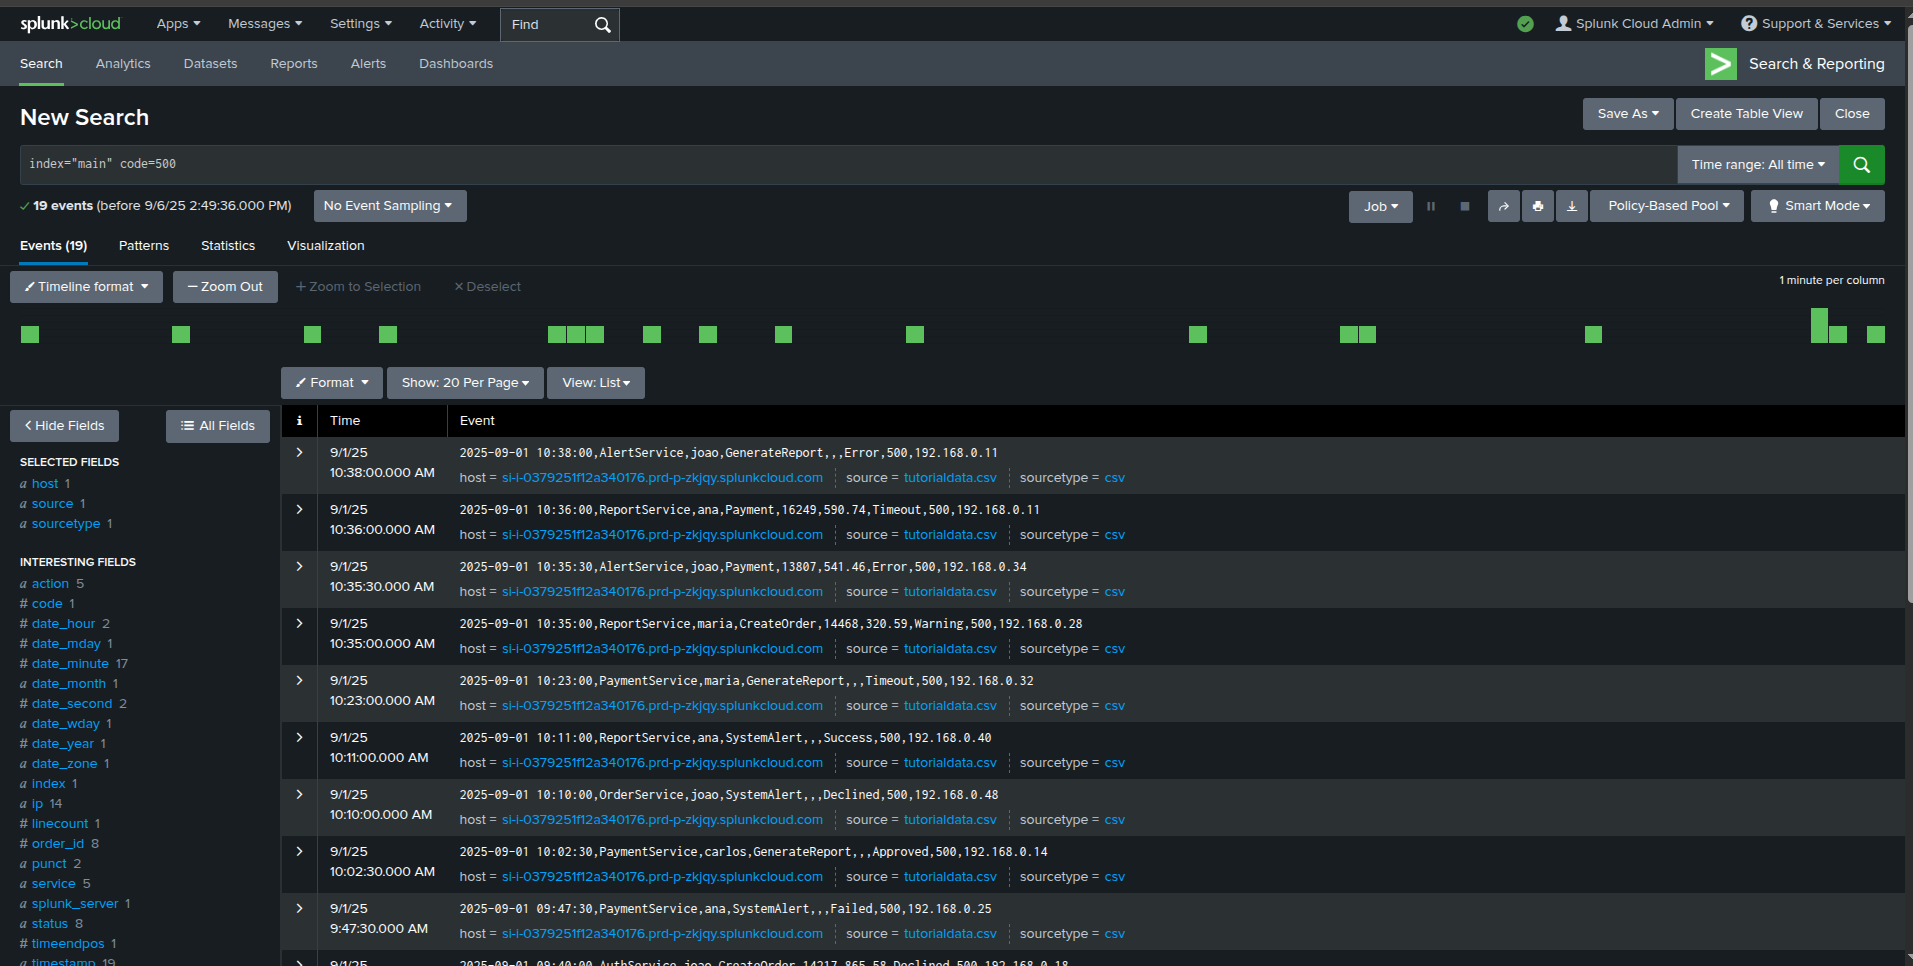 splunk>cloud Apps Messages Settings Activity Find Splunk Cloud Admin Support & Services
Search Analytics Datasets Reports Alerts Dashboards Search & Reporting
New Search Save As Create Table View Close
index="main" code=500 Time range: All time
19 events (before 9/6/25 2:49:36.000 PM) No Event Sampling Job Policy-Based Pool Smart Mode
Events (19) Patterns Statistics Visualization
Timeline format Zoom Out Zoom to Selection Deselect 1 minute per column
Format Show: 20 Per Page View: List
Hide Fields All Fields
SELECTED FIELDS
a host 1
a source 1
a sourcetype 1
INTERESTING FIELDS
a action 5
# code 1
# date_hour 2
# date_mday 1
# date_minute 17
a date_month 1
# date_second 2
a date_wday 1
# date_year 1
a date_zone 1
a index 1
a ip 14
# linecount 1
# order_id 8
a punct 2
a service 5
a splunk_server 1
a status 8
# timeendpos 1
a timestamp 19
i Time Event
9/1/25 10:38:00.000 AM
2025-09-01 10:38:00,AlertService,joao,GenerateReport,,,Error,500,192.168.0.11
host = si-i-0379251f12a340176.prd-p-zkjqy.splunkcloud.com source = tutorialdata.csv sourcetype = csv
9/1/25 10:36:00.000 AM
2025-09-01 10:36:00,ReportService,ana,Payment,16249,590.74,Timeout,500,192.168.0.11
host = si-i-0379251f12a340176.prd-p-zkjqy.splunkcloud.com source = tutorialdata.csv sourcetype = csv
9/1/25 10:35:30.000 AM
2025-09-01 10:35:30,AlertService,joao,Payment,13807,541.46,Error,500,192.168.0.34
host = si-i-0379251f12a340176.prd-p-zkjqy.splunkcloud.com source = tutorialdata.csv sourcetype = csv
9/1/25 10:35:00.000 AM
2025-09-01 10:35:00,ReportService,maria,CreateOrder,14468,320.59,Warning,500,192.168.0.28
host = si-i-0379251f12a340176.prd-p-zkjqy.splunkcloud.com source = tutorialdata.csv sourcetype = csv
9/1/25 10:23:00.000 AM
2025-09-01 10:23:00,PaymentService,maria,GenerateReport,,,Timeout,500,192.168.0.32
host = si-i-0379251f12a340176.prd-p-zkjqy.splunkcloud.com source = tutorialdata.csv sourcetype = csv
9/1/25 10:11:00.000 AM
2025-09-01 10:11:00,ReportService,ana,SystemAlert,,,Success,500,192.168.0.40
host = si-i-0379251f12a340176.prd-p-zkjqy.splunkcloud.com source = tutorialdata.csv sourcetype = csv
9/1/25 10:10:00.000 AM
2025-09-01 10:10:00,OrderService,joao,SystemAlert,,,Declined,500,192.168.0.48
host = si-i-0379251f12a340176.prd-p-zkjqy.splunkcloud.com source = tutorialdata.csv sourcetype = csv
9/1/25 10:02:30.000 AM
2025-09-01 10:02:30,PaymentService,carlos,GenerateReport,,,Approved,500,192.168.0.14
host = si-i-0379251f12a340176.prd-p-zkjqy.splunkcloud.com source = tutorialdata.csv sourcetype = csv
9/1/25 9:47:30.000 AM
2025-09-01 09:47:30,PaymentService,ana,SystemAlert,,,Failed,500,192.168.0.25
host = si-i-0379251f12a340176.prd-p-zkjqy.splunkcloud.com source = tutorialdata.csv sourcetype = csv
9/1/25
2025-09-01 09:40:00,AuthService,joao,CreateOrder,14217,865.58,Declined,500,192.168.0.18